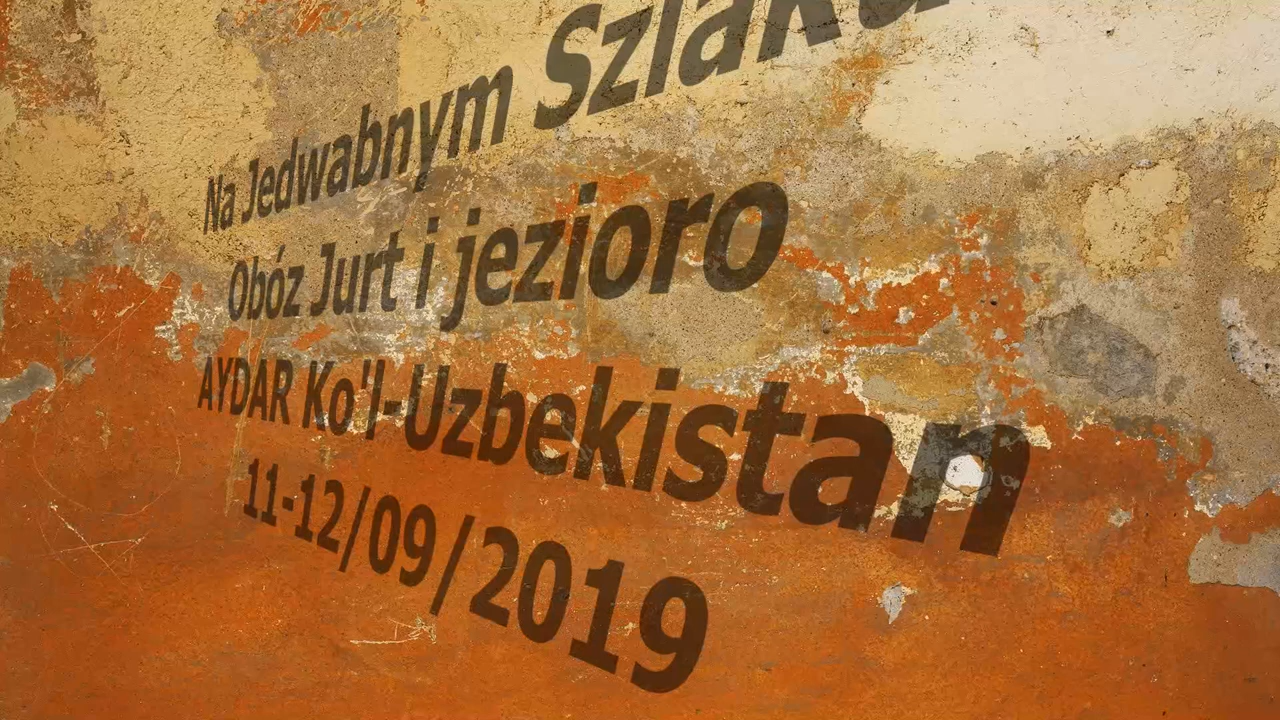 Na Jedwabnym Szlaku
Obóz Jurt i jezioro
AYDAR Ko'l-Uzbekistan
11-12/09/2019